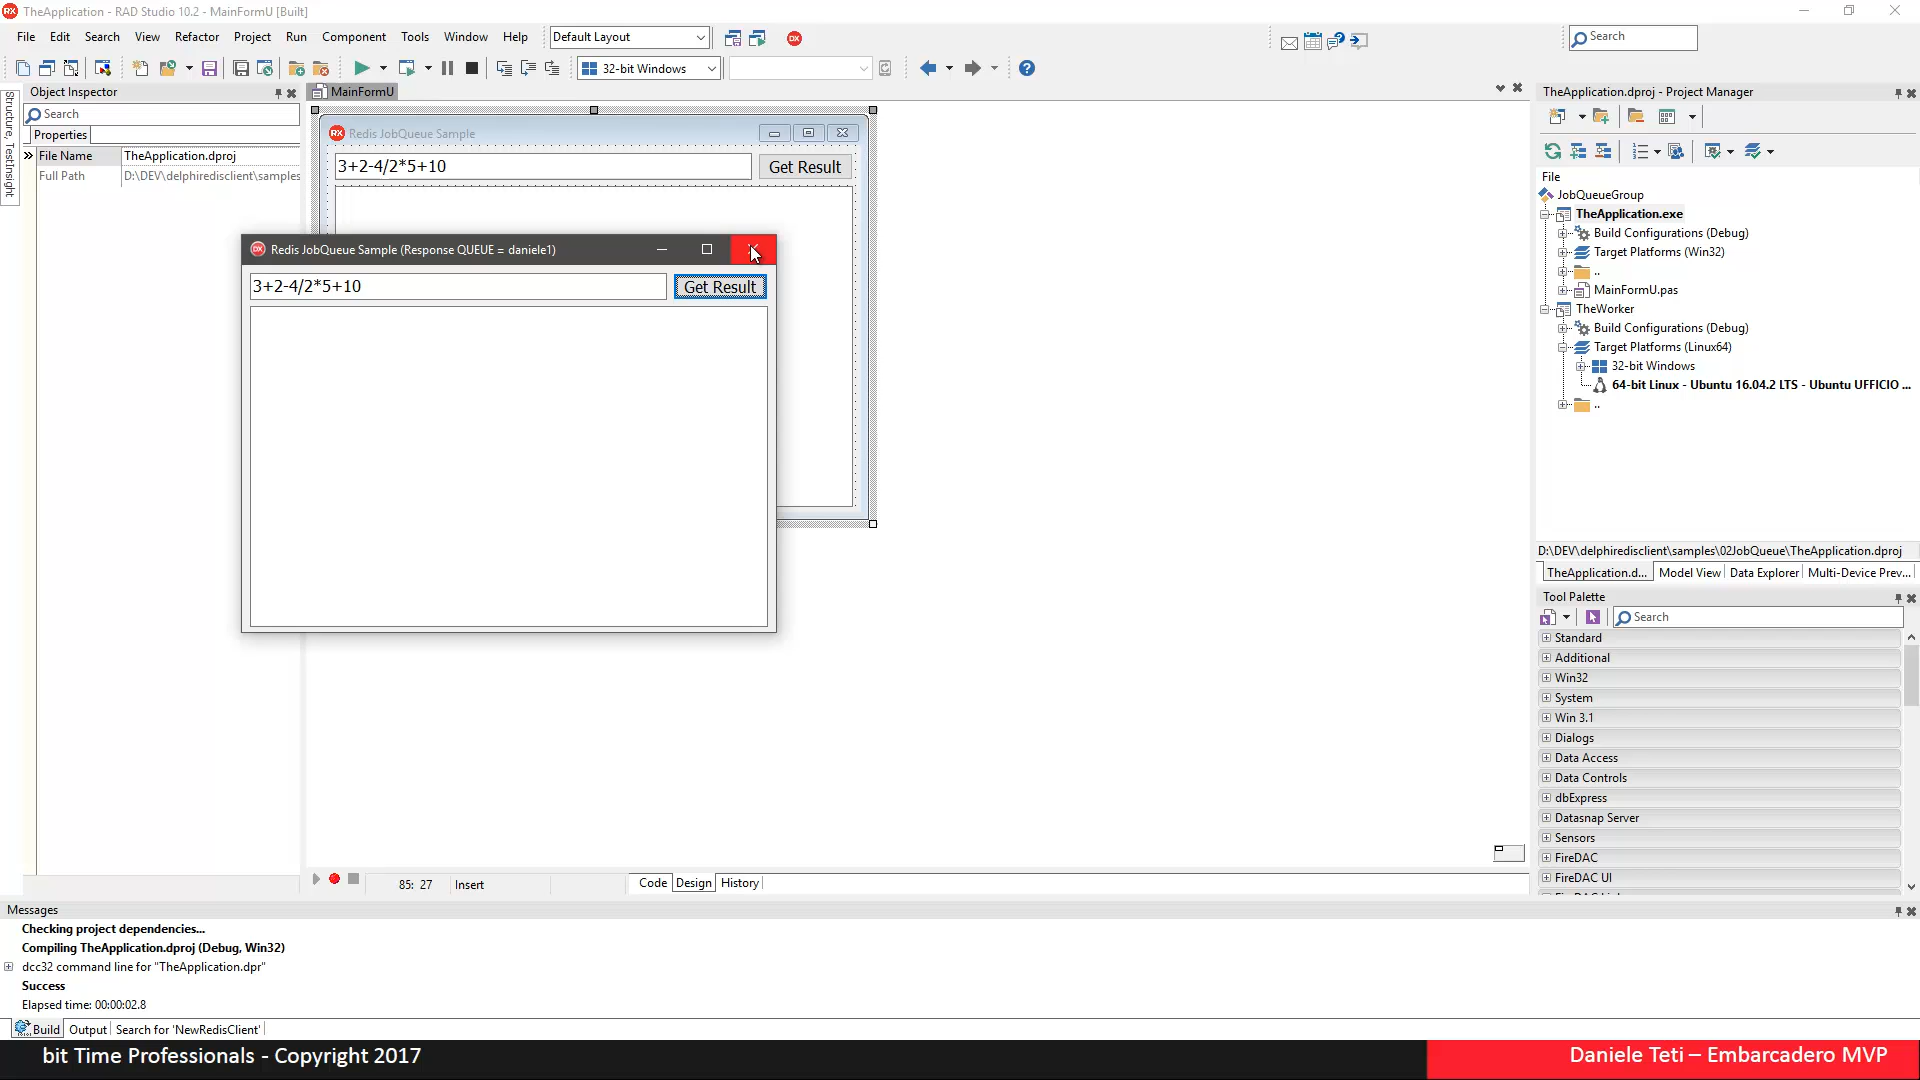 TheApplication - RAD Studio 10.2 - MainFormU [Built]
File Edit Search View Refactor Project Run Component Tools Window Help Default Layout
Search
32-bit Windows
Object Inspector
Search
Properties
File Name TheApplication.dproj
Full Path D:\DEV\delphiredisclient\samples
Structure, TestInsight
MainFormU
Redis JobQueue Sample
3+2-4/2*5+10 Get Result
Redis JobQueue Sample (Response QUEUE = daniele1)
3+2-4/2*5+10 Get Result
85: 27 Insert
Code Design History
TheApplication.dproj - Project Manager
File
JobQueueGroup
TheApplication.exe
Build Configurations (Debug)
Target Platforms (Win32)
..
MainFormU.pas
TheWorker
Build Configurations (Debug)
Target Platforms (Linux64)
32-bit Windows
64-bit Linux - Ubuntu 16.04.2 LTS - Ubuntu UFFICIO ...
..
D:\DEV\delphiredisclient\samples\02JobQueue\TheApplication.dproj
TheApplication.d... Model View Data Explorer Multi-Device Prev...
Tool Palette
Search
Standard
Additional
Win32
System
Win 3.1
Dialogs
Data Access
Data Controls
dbExpress
Datasnap Server
Sensors
FireDAC
FireDAC UI
Messages
Checking project dependencies...
Compiling TheApplication.dproj (Debug, Win32)
dcc32 command line for "TheApplication.dpr"
Success
Elapsed time: 00:00:02.8
Build Output Search for 'NewRedisClient'
bit Time Professionals - Copyright 2017
Daniele Teti – Embarcadero MVP